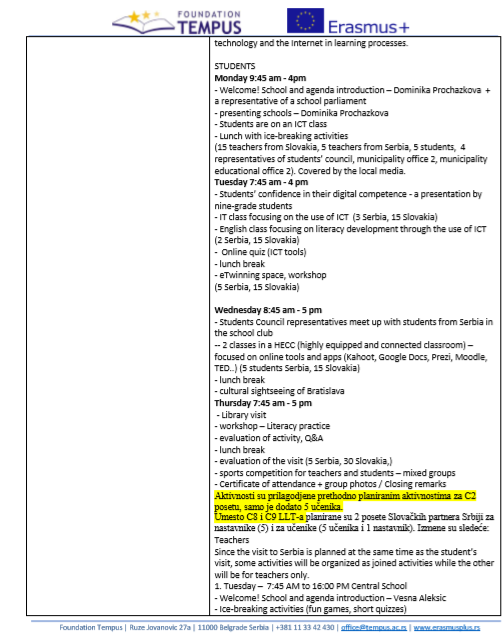 FOUNDATION
TEMPUS
Erasmus+
technology and the Internet in learning processes.
STUDENTS
Monday 9:45 am - 4pm
- Welcome! School and agenda introduction – Dominika Prochazkova +
a representative of a school parliament
- presenting schools – Dominika Prochazkova
- Students are on an ICT class
- Lunch with ice-breaking activities
(15 teachers from Slovakia, 5 teachers from Serbia, 5 students, 4
representatives of students' council, municipality office 2, municipality
educational office 2). Covered by the local media.
Tuesday 7:45 am - 4 pm
- Students' confidence in their digital competence - a presentation by
nine-grade students
- IT class focusing on the use of ICT (3 Serbia, 15 Slovakia)
- English class focusing on literacy development through the use of ICT
(2 Serbia, 15 Slovakia)
- Online quiz (ICT tools)
- lunch break
- eTwinning space, workshop
(5 Serbia, 15 Slovakia)
Wednesday 8:45 am - 5 pm
- Students Council representatives meet up with students from Serbia in
the school club
-- 2 classes in a HECC (highly equipped and connected classroom) –
focused on online tools and apps (Kahoot, Google Docs, Prezi, Moodle,
TED..) (5 students Serbia, 15 Slovakia)
- lunch break
- cultural sightseeing of Bratislava
Thursday 7:45 am - 5 pm
- Library visit
- workshop – Literacy practice
- evaluation of activity, Q&A
- lunch break
- evaluation of the visit (5 Serbia, 30 Slovakia,)
- sports competition for teachers and students – mixed groups
- Certificate of attendance + group photos / Closing remarks
Aktivnosti su prilagodjene prethodno planiranim aktivnostima za C2
posetu, samo je dodato 5 učenika.
Umesto C8 i C9 LLT-a planirane su 2 posete Slovačkih partnera Srbiji za
nastavnike (5) i za učenike (5 učenika i 1 nastavnik). Izmene su sledeće:
Teachers
Since the visit to Serbia is planned at the same time as the student's
visit, some activities will be organized as joined activities while the other
will be for teachers only.
1. Tuesday – 7:45 AM to 16:00 PM Central School
- Welcome! School and agenda introduction – Vesna Aleksic
- Ice-breaking activities (fun games, short quizzes)
Foundation Tempus | Ruze Jovanovic 27a | 11000 Belgrade Serbia | +381 11 33 42 430 | office@tempus.ac.rs | www.erasmusplus.rs